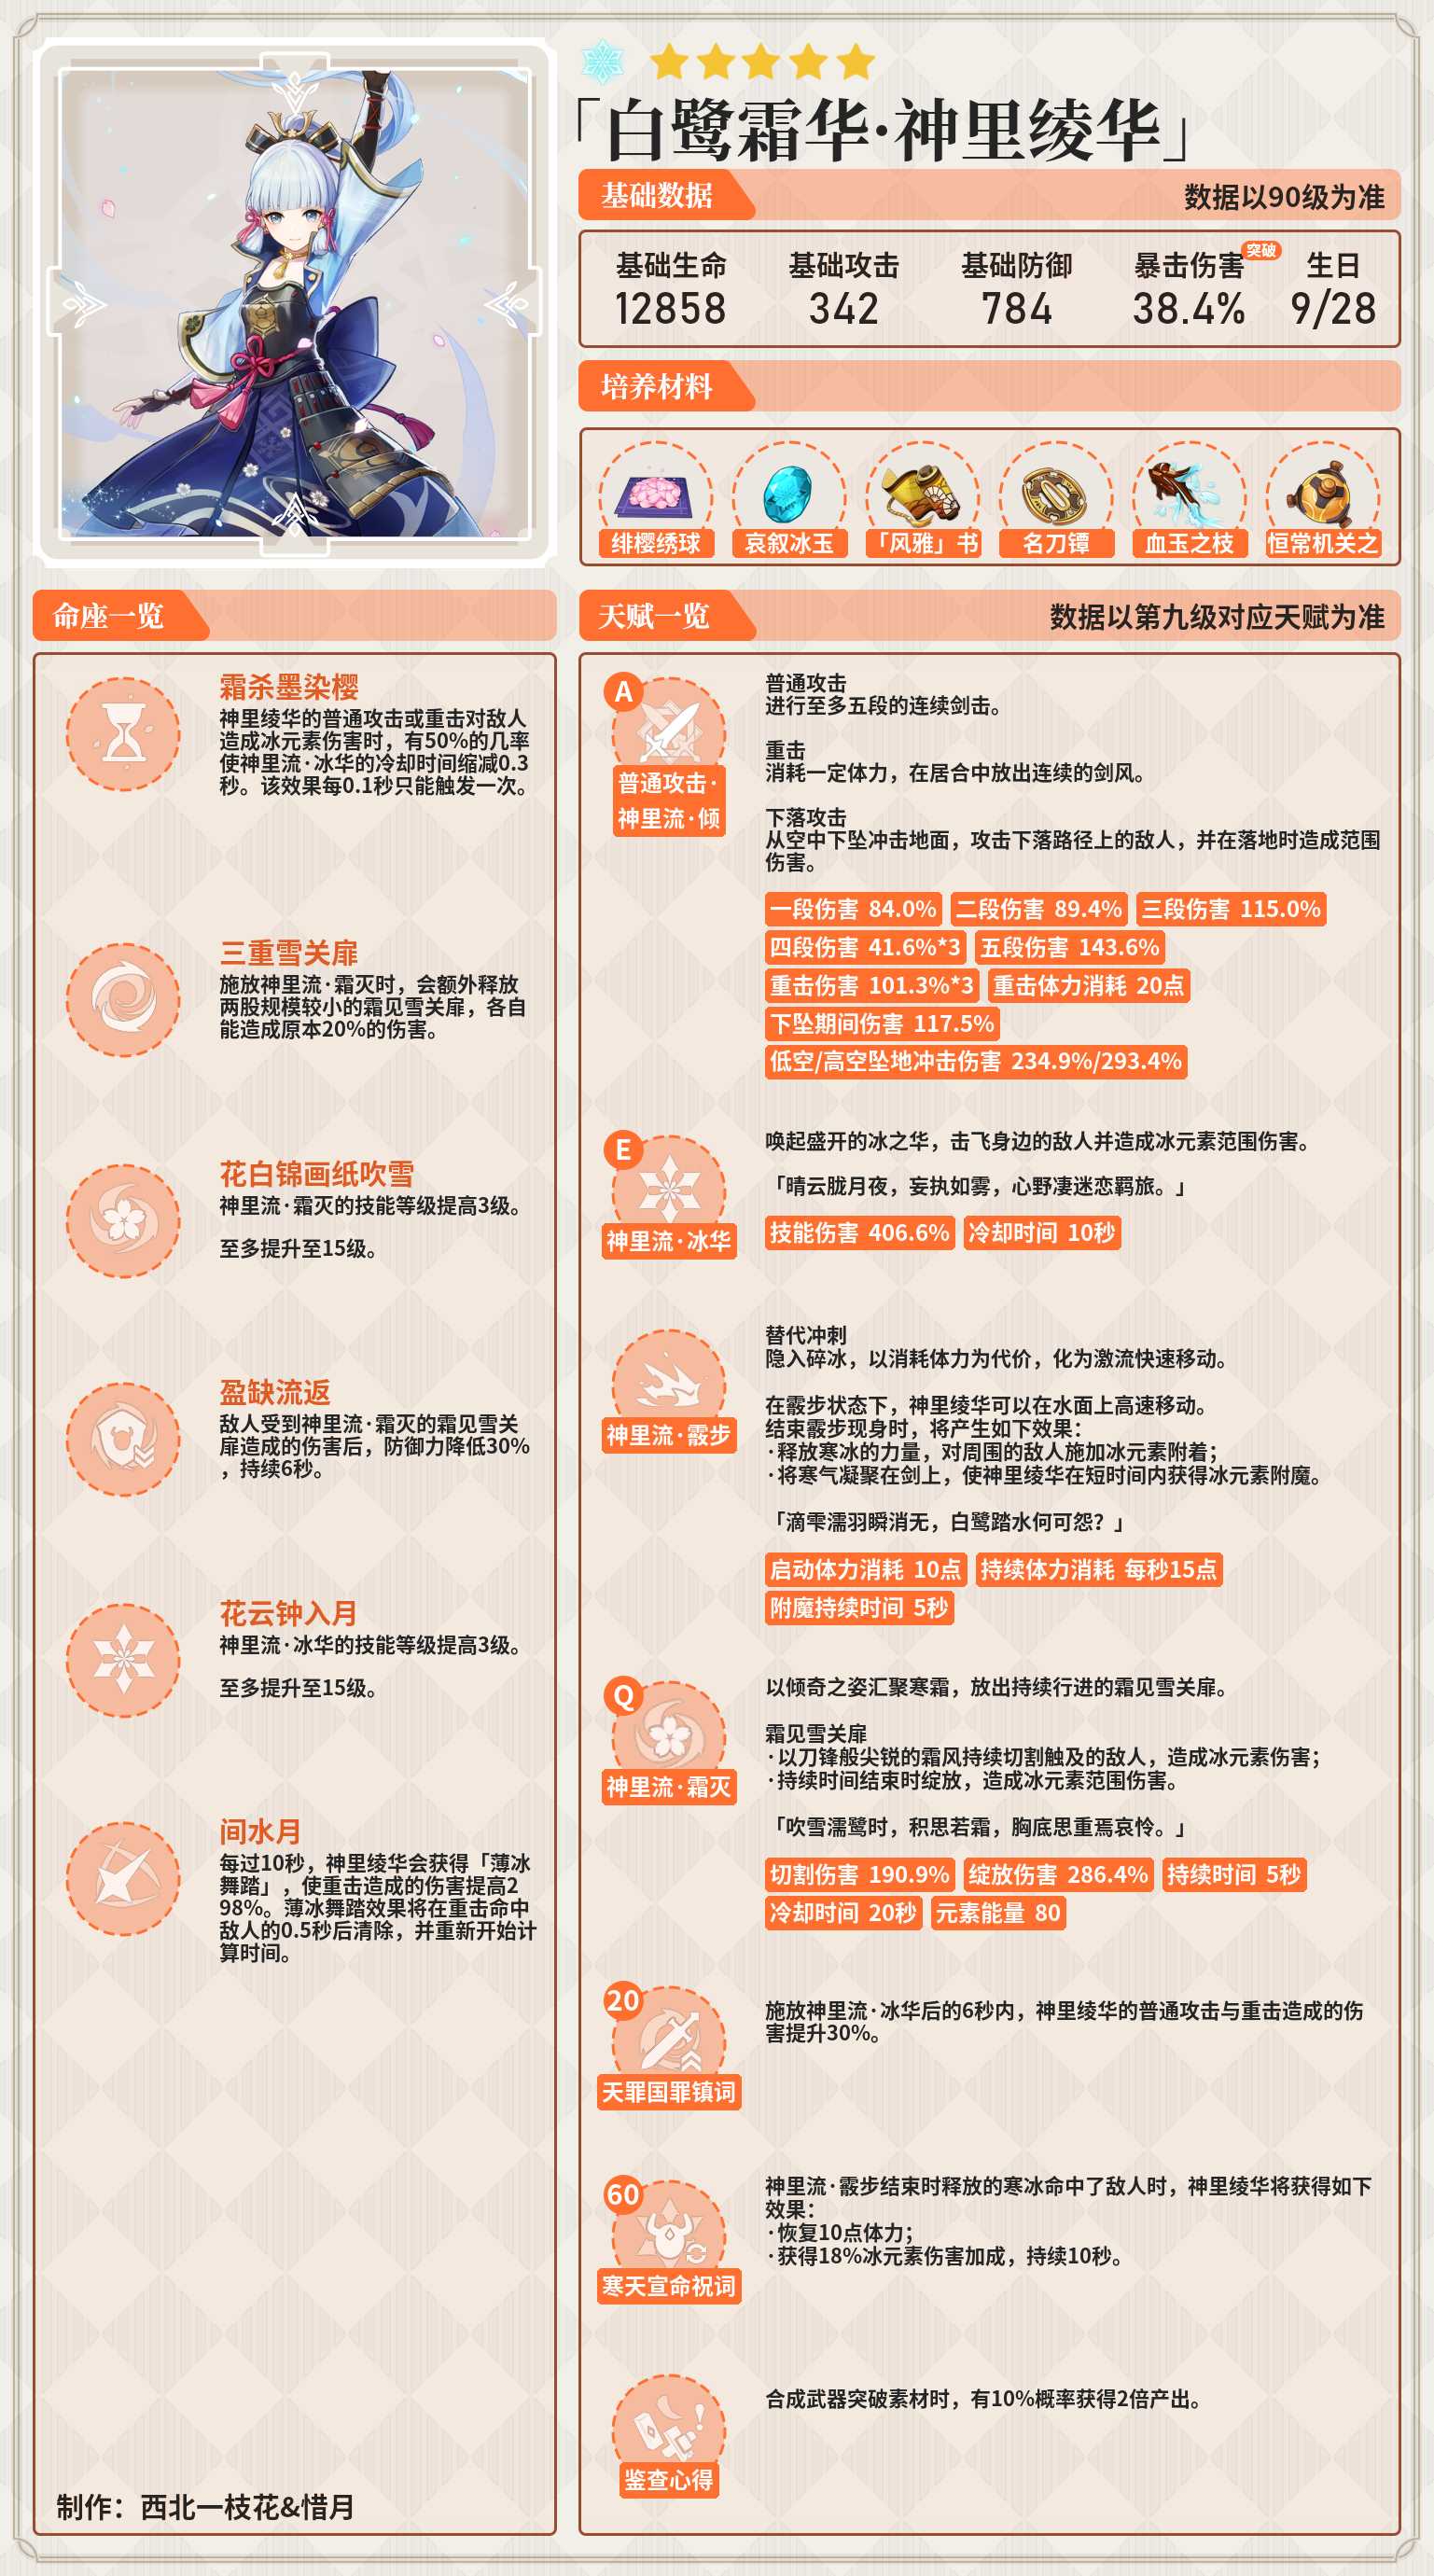 「白鹭霜华·神里绫华」
基础数据
数据以90级为准
基础生命
12858
基础攻击
342
基础防御
784
暴击伤害
突破
38.4%
生日
9/28
培养材料
绯樱绣球
哀叙冰玉
「风雅」书
名刀镡
血玉之枝
恒常机关之
命座一览
霜杀墨染樱
神里绫华的普通攻击或重击对敌人
造成冰元素伤害时，有50%的几率
使神里流·冰华的冷却时间缩减0.3
秒。该效果每0.1秒只能触发一次。
三重雪关扉
施放神里流·霜灭时，会额外释放
两股规模较小的霜见雪关扉，各自
能造成原本20%的伤害。
花白锦画纸吹雪
神里流·霜灭的技能等级提高3级。
至多提升至15级。
盈缺流返
敌人受到神里流·霜灭的霜见雪关
扉造成的伤害后，防御力降低30%
，持续6秒。
花云钟入月
神里流·冰华的技能等级提高3级。
至多提升至15级。
间水月
每过10秒，神里绫华会获得「薄冰
舞踏」，使重击造成的伤害提高2
98%。薄冰舞踏效果将在重击命中
敌人的0.5秒后清除，并重新开始计
算时间。
制作：西北一枝花&惜月
天赋一览
数据以第九级对应天赋为准
A
普通攻击·
神里流·倾
普通攻击
进行至多五段的连续剑击。
重击
消耗一定体力，在居合中放出连续的剑风。
下落攻击
从空中下坠冲击地面，攻击下落路径上的敌人，并在落地时造成范围
伤害。
一段伤害 84.0% 二段伤害 89.4% 三段伤害 115.0%
四段伤害 41.6%*3 五段伤害 143.6%
重击伤害 101.3%*3 重击体力消耗 20点
下坠期间伤害 117.5%
低空/高空坠地冲击伤害 234.9%/293.4%
E
神里流·冰华
唤起盛开的冰之华，击飞身边的敌人并造成冰元素范围伤害。
「晴云胧月夜，妄执如雾，心野凄迷恋羁旅。」
技能伤害 406.6% 冷却时间 10秒
神里流·霰步
替代冲刺
隐入碎冰，以消耗体力为代价，化为激流快速移动。
在霰步状态下，神里绫华可以在水面上高速移动。
结束霰步现身时，将产生如下效果：
·释放寒冰的力量，对周围的敌人施加冰元素附着；
·将寒气凝聚在剑上，使神里绫华在短时间内获得冰元素附魔。
「滴雫濡羽瞬消无，白鹭踏水何可怨？」
启动体力消耗 10点 持续体力消耗 每秒15点
附魔持续时间 5秒
Q
神里流·霜灭
以倾奇之姿汇聚寒霜，放出持续行进的霜见雪关扉。
霜见雪关扉
·以刀锋般尖锐的霜风持续切割触及的敌人，造成冰元素伤害；
·持续时间结束时绽放，造成冰元素范围伤害。
「吹雪濡鹭时，积思若霜，胸底思重焉哀怜。」
切割伤害 190.9% 绽放伤害 286.4% 持续时间 5秒
冷却时间 20秒 元素能量 80
20
天罪国罪镇词
施放神里流·冰华后的6秒内，神里绫华的普通攻击与重击造成的伤
害提升30%。
60
寒天宣命祝词
神里流·霰步结束时释放的寒冰命中了敌人时，神里绫华将获得如下
效果：
·恢复10点体力；
·获得18%冰元素伤害加成，持续10秒。
鉴查心得
合成武器突破素材时，有10%概率获得2倍产出。